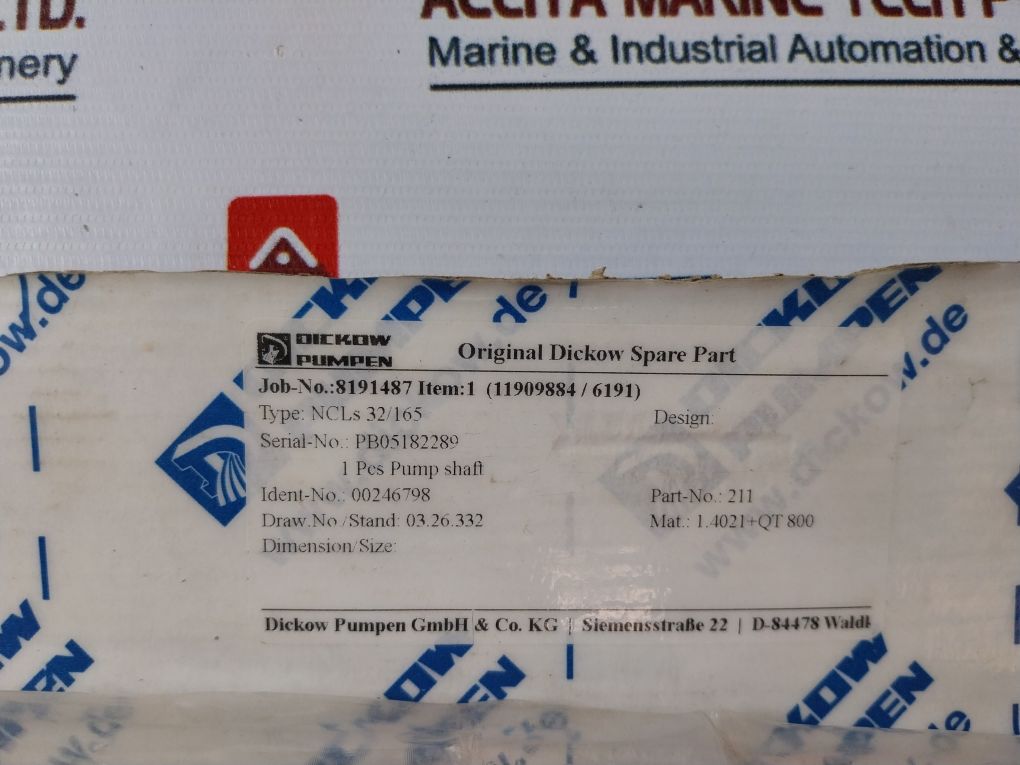 LTD.
nery
Marine & Industrial Automation &
DICKOW
PUMPEN
Original Dickow Spare Part
Job-No.:8191487 Item:1 (11909884 / 6191)
Type: NCLs 32/165
Design:
Serial-No.: PB05182289
1 Pcs Pump shaft
Ident-No.: 00246798
Part-No.: 211
Draw.No /Stand: 03.26.332
Mat.: 1.4021+QT 800
Dimension/Size:
Dickow Pumpen GmbH & Co. KG | Siemensstraße 22 | D-84478 Waldk